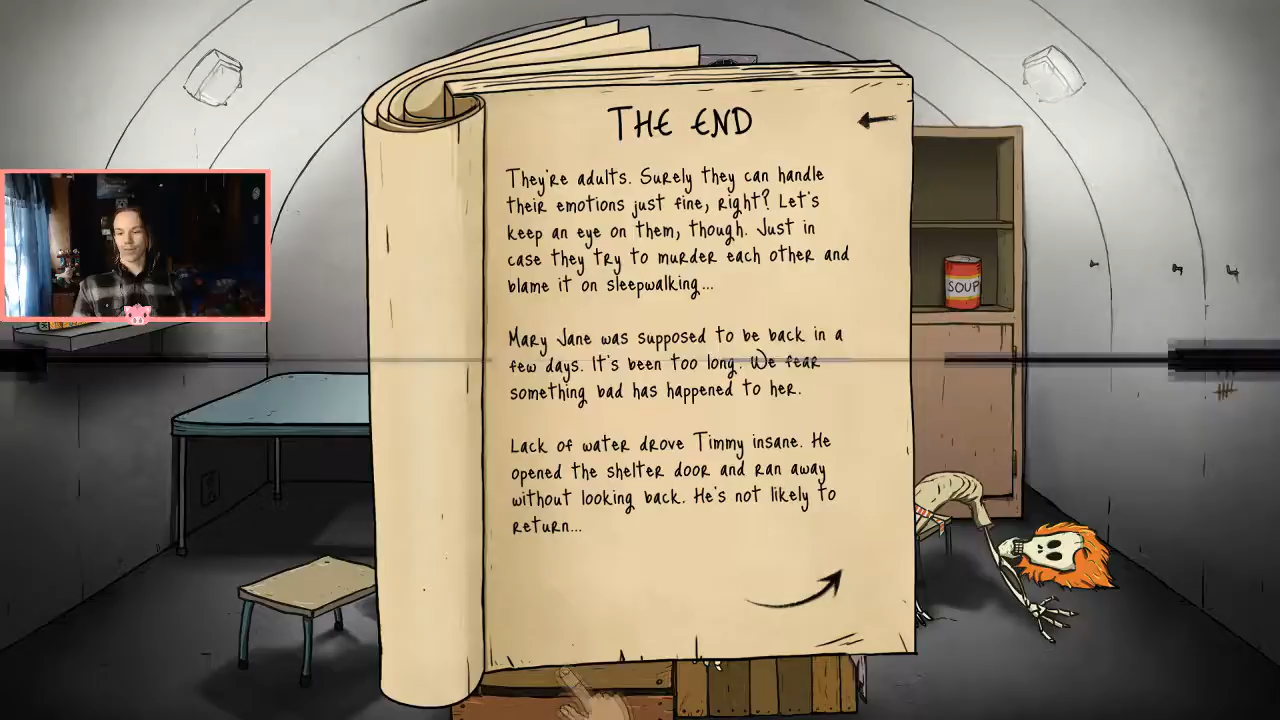 THE END
They're adults. Surely they can handle
their emotions just fine, right? Let's
keep an eye on them, though. Just in
case they try to murder each other and
blame it on sleepwalking...
Mary Jane was supposed to be back in a
few days. It's been too long. We fear
something bad has happened to her.
Lack of water drove Timmy insane. He
opened the shelter door and ran away
without looking back. He's not likely to
return...
SOUP